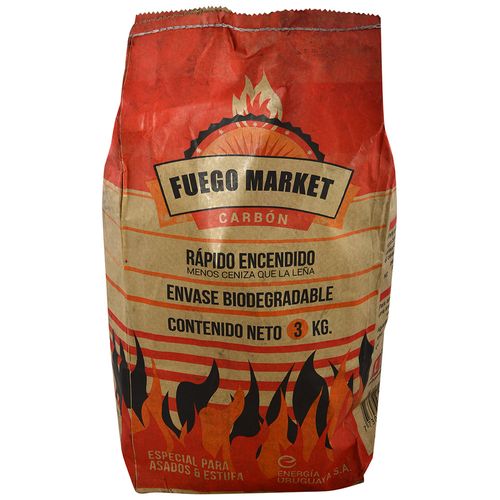 FUEGO MARKET
CARBÓN
RÁPIDO ENCENDIDO
MENOS CENIZA QUE LA LEÑA
ENVASE BIODEGRADABLE
CONTENIDO NETO 3 KG.
ESPECIAL PARA
ASADOS & ESTUFA
ENERGÍA
URUGUAYA S.A.